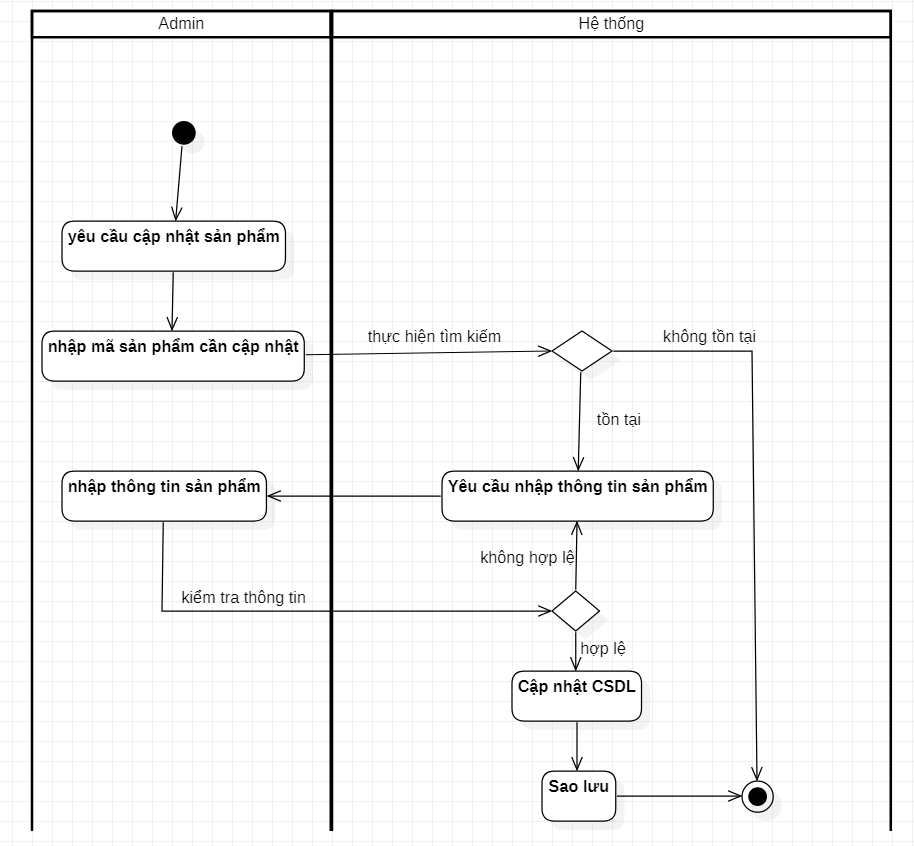 Admin
Hệ thống
yêu cầu cập nhật sản phẩm
nhập mã sản phẩm cần cập nhật
thực hiện tìm kiếm
không tồn tại
tồn tại
nhập thông tin sản phẩm
Yêu cầu nhập thông tin sản phẩm
không hợp lệ
kiểm tra thông tin
hợp lệ
Cập nhật CSDL
Sao lưu